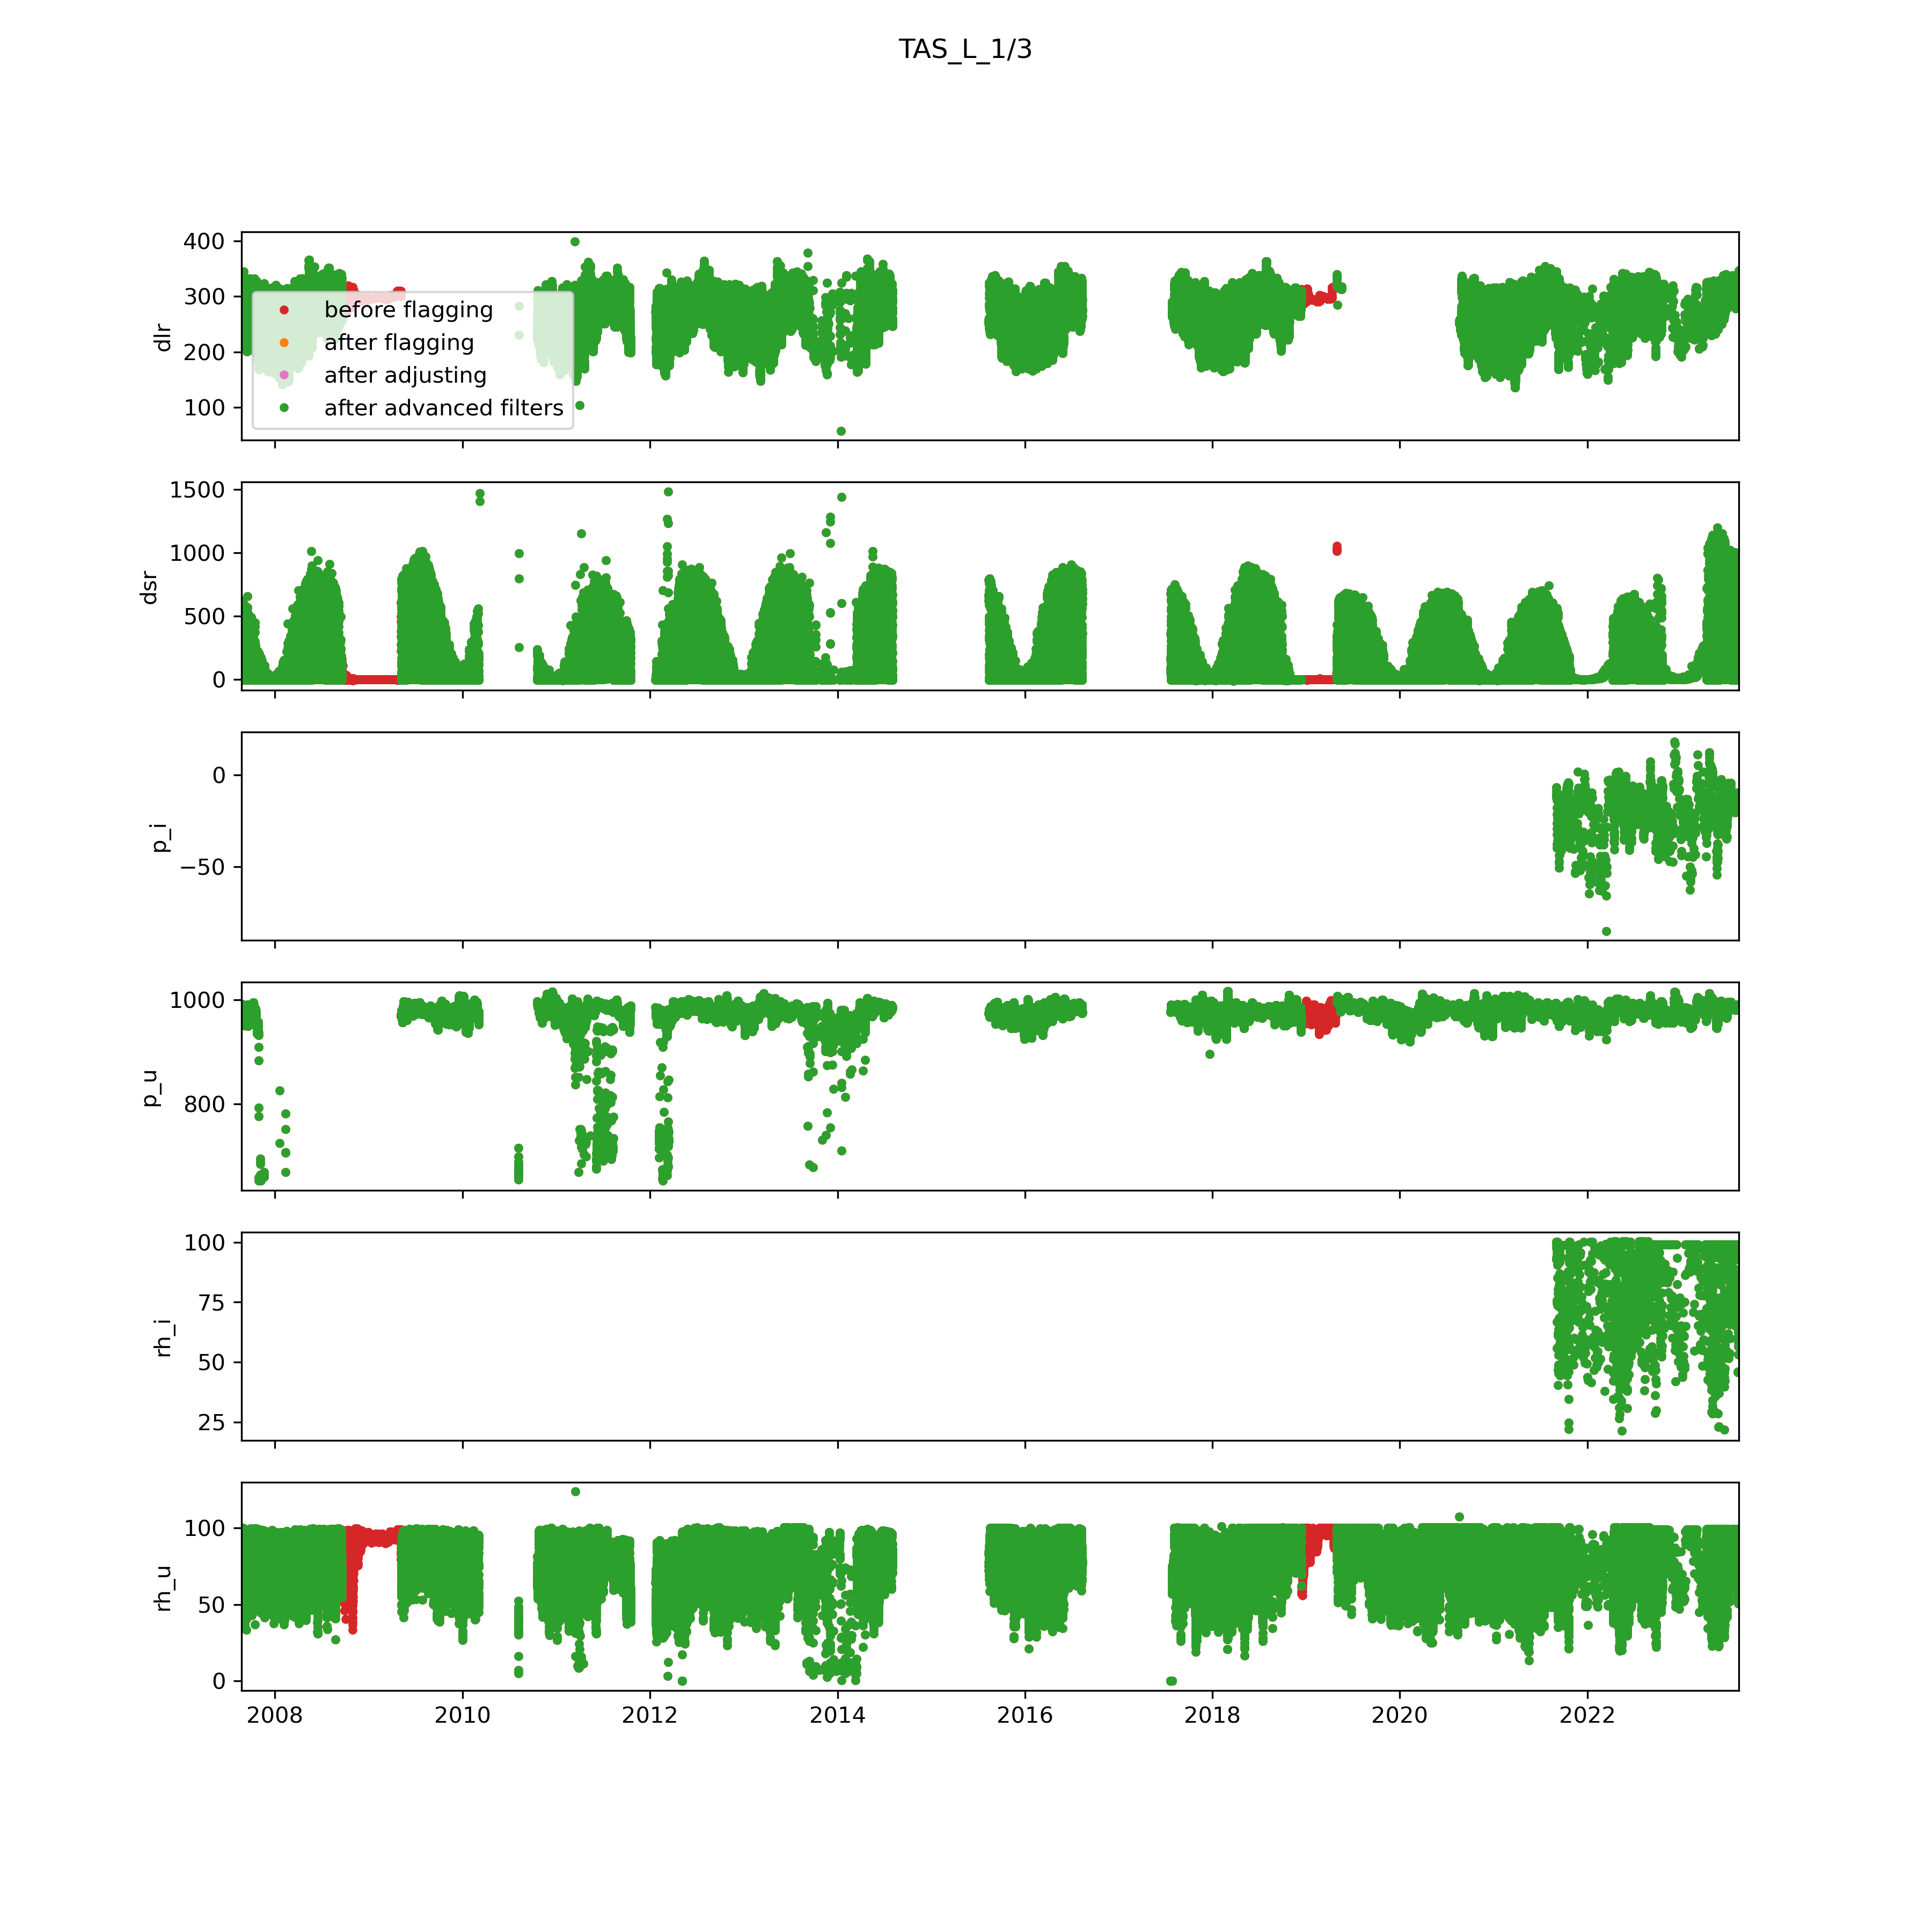 TAS_L_1/3
400
300
200
100
dlr
before flagging
after flagging
after adjusting
after advanced filters
1500
1000
500
0
dsr
0
−50
p_i
1000
800
p_u
100
75
50
25
rh_i
100
50
0
rh_u
2008 2010 2012 2014 2016 2018 2020 2022